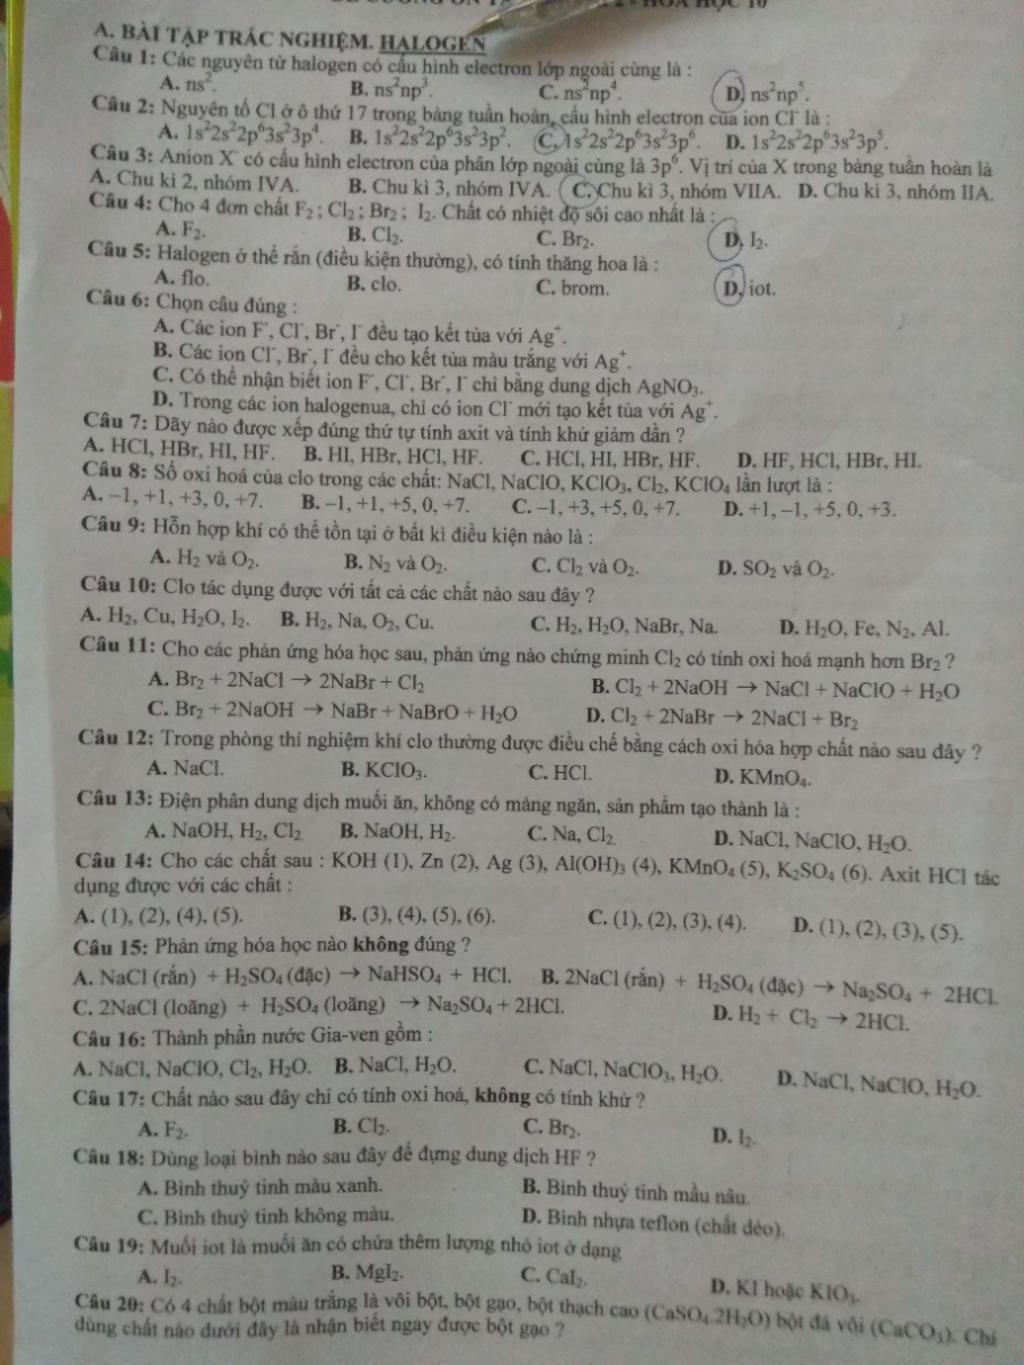 A. BÀI TẬP TRẮC NGHIỆM. HALOGEN
Câu 1: Các nguyên tử halogen có cấu hình electron lớp ngoài cùng là :
A. ns². B. ns²np³. C. ns²np⁴. D. ns²np⁵.
Câu 2: Nguyên tố Cl ở ô thứ 17 trong bảng tuần hoàn, cấu hình electron của ion Cl⁻ là :
A. 1s²2s²2p⁶3s²3p⁴. B. 1s²2s²2p⁶3s²3p². C. 1s²2s²2p⁶3s²3p⁶. D. 1s²2s²2p⁶3s²3p⁵.
Câu 3: Anion X⁻ có cấu hình electron của phân lớp ngoài cùng là 3p⁶. Vị trí của X trong bảng tuần hoàn là
A. Chu kì 2, nhóm IVA. B. Chu kì 3, nhóm IVA. C. Chu kì 3, nhóm VIIA. D. Chu kì 3, nhóm IIA.
Câu 4: Cho 4 đơn chất F₂ ; Cl₂ ; Br₂ ; I₂. Chất có nhiệt độ sôi cao nhất là :
A. F₂. B. Cl₂. C. Br₂. D. I₂.
Câu 5: Halogen ở thể rắn (điều kiện thường), có tính thăng hoa là :
A. flo. B. clo. C. brom. D. iot.
Câu 6: Chọn câu đúng :
A. Các ion F⁻, Cl⁻, Br⁻, I⁻ đều tạo kết tủa với Ag⁺.
B. Các ion Cl⁻, Br⁻, I⁻ đều cho kết tủa màu trắng với Ag⁺.
C. Có thể nhận biết ion F⁻, Cl⁻, Br⁻, I⁻ chỉ bằng dung dịch AgNO₃.
D. Trong các ion halogenua, chỉ có ion Cl⁻ mới tạo kết tủa với Ag⁺.
Câu 7: Dãy nào được xếp đúng thứ tự tính axit và tính khử giảm dần ?
A. HCl, HBr, HI, HF. B. HI, HBr, HCl, HF. C. HCl, HI, HBr, HF. D. HF, HCl, HBr, HI.
Câu 8: Số oxi hoá của clo trong các chất: NaCl, NaClO, KClO₃, Cl₂, KClO₄ lần lượt là :
A. –1, +1, +3, 0, +7. B. –1, +1, +5, 0, +7. C. –1, +3, +5, 0, +7. D. +1, –1, +5, 0, +3.
Câu 9: Hỗn hợp khí có thể tồn tại ở bất kì điều kiện nào là :
A. H₂ và O₂. B. N₂ và O₂. C. Cl₂ và O₂. D. SO₂ và O₂.
Câu 10: Clo tác dụng được với tất cả các chất nào sau đây ?
A. H₂, Cu, H₂O, I₂. B. H₂, Na, O₂, Cu. C. H₂, H₂O, NaBr, Na. D. H₂O, Fe, N₂, Al.
Câu 11: Cho các phản ứng hóa học sau, phản ứng nào chứng minh Cl₂ có tính oxi hoá mạnh hơn Br₂ ?
A. Br₂ + 2NaCl → 2NaBr + Cl₂ B. Cl₂ + 2NaOH → NaCl + NaClO + H₂O
C. Br₂ + 2NaOH → NaBr + NaBrO + H₂O D. Cl₂ + 2NaBr → 2NaCl + Br₂
Câu 12: Trong phòng thí nghiệm khí clo thường được điều chế bằng cách oxi hóa hợp chất nào sau đây ?
A. NaCl. B. KClO₃. C. HCl. D. KMnO₄.
Câu 13: Điện phân dung dịch muối ăn, không có màng ngăn, sản phẩm tạo thành là :
A. NaOH, H₂, Cl₂ B. NaOH, H₂. C. Na, Cl₂ D. NaCl, NaClO, H₂O.
Câu 14: Cho các chất sau : KOH (1), Zn (2), Ag (3), Al(OH)₃ (4), KMnO₄ (5), K₂SO₄ (6). Axit HCl tác
dụng được với các chất :
A. (1), (2), (4), (5). B. (3), (4), (5), (6). C. (1), (2), (3), (4). D. (1), (2), (3), (5).
Câu 15: Phản ứng hóa học nào không đúng ?
A. NaCl (rắn) + H₂SO₄ (đặc) → NaHSO₄ + HCl. B. 2NaCl (rắn) + H₂SO₄ (đặc) → Na₂SO₄ + 2HCl.
C. 2NaCl (loãng) + H₂SO₄ (loãng) → Na₂SO₄ + 2HCl. D. H₂ + Cl₂ → 2HCl.
Câu 16: Thành phần nước Gia-ven gồm :
A. NaCl, NaClO, Cl₂, H₂O. B. NaCl, H₂O. C. NaCl, NaClO₃, H₂O. D. NaCl, NaClO, H₂O.
Câu 17: Chất nào sau đây chỉ có tính oxi hoá, không có tính khử ?
A. F₂. B. Cl₂. C. Br₂. D. I₂.
Câu 18: Dùng loại bình nào sau đây để đựng dung dịch HF ?
A. Bình thuỷ tinh màu xanh. B. Bình thuỷ tinh mầu nâu.
C. Bình thuỷ tinh không màu. D. Bình nhựa teflon (chất dẻo).
Câu 19: Muối iot là muối ăn có chứa thêm lượng nhỏ iot ở dạng
A. I₂. B. MgI₂. C. CaI₂. D. KI hoặc KIO₃.
Câu 20: Có 4 chất bột màu trắng là vôi bột, bột gạo, bột thạch cao (CaSO₄.2H₂O) bột đá vôi (CaCO₃). Chỉ
dùng chất nào dưới đây là nhận biết ngay được bột gạo ?